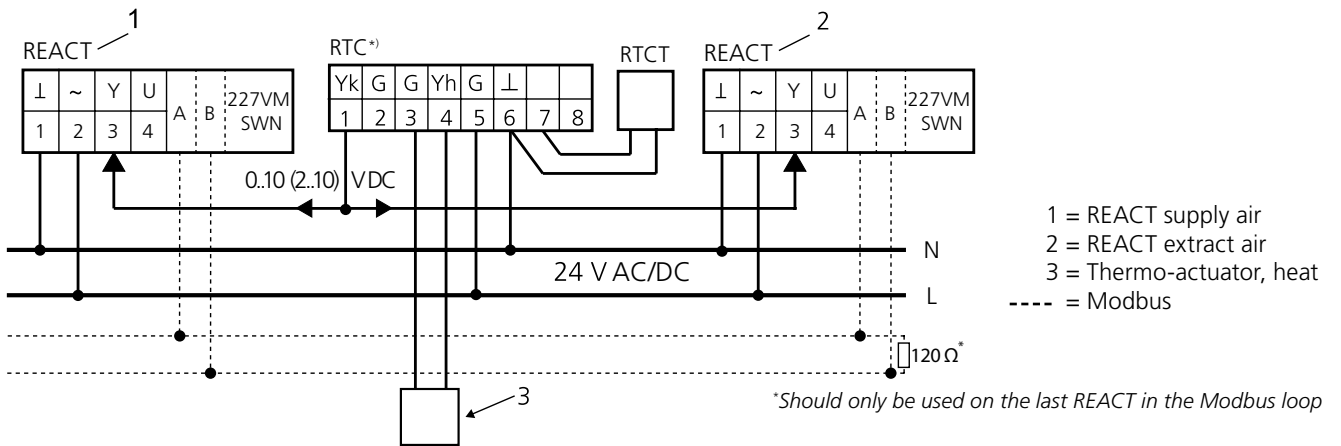 1
REACT
⊥ ~ Y U A B 227VM SWN
1 2 3 4
RTC*)
Yk G G Yh G ⊥
1 2 3 4 5 6 7 8
RTCT
2
REACT
⊥ ~ Y U A B 227VM SWN
1 2 3 4
0..10 (2..10) VDC
N
24 V AC/DC
L
120 Ω*
3
1 = REACT supply air
2 = REACT extract air
3 = Thermo-actuator, heat
---- = Modbus
*Should only be used on the last REACT in the Modbus loop